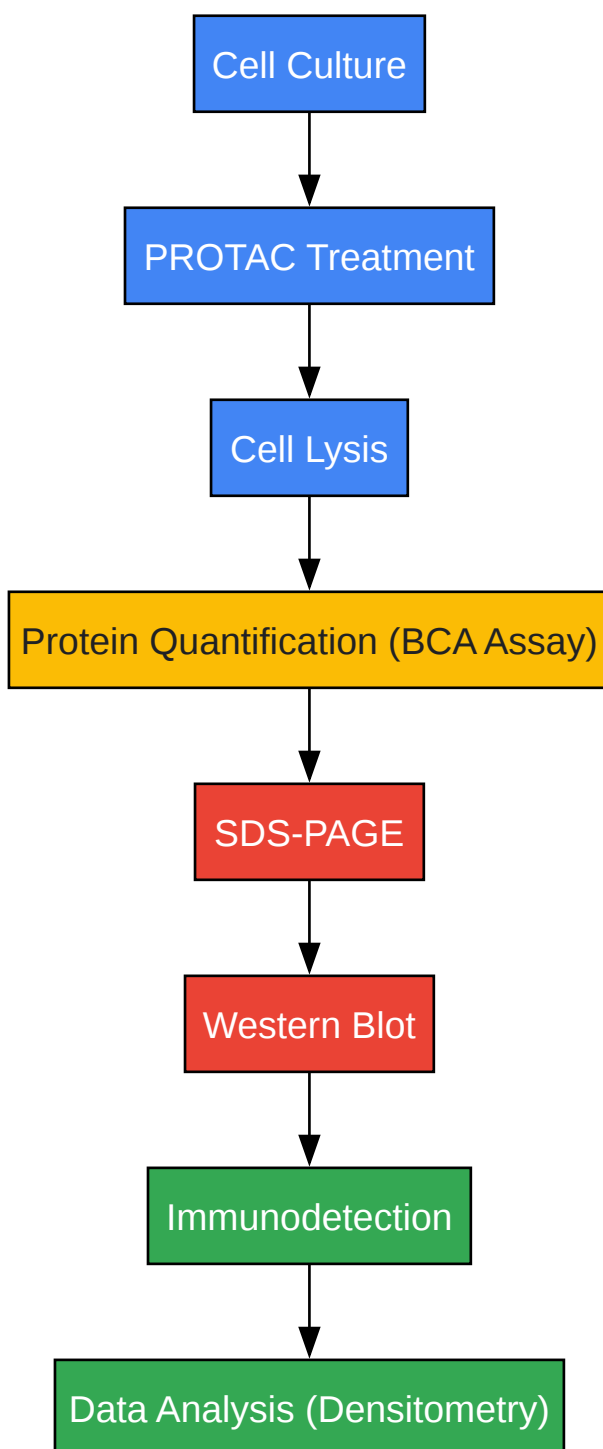 Cell Culture
PROTAC Treatment
Cell Lysis
Protein Quantification (BCA Assay)
SDS-PAGE
Western Blot
Immunodetection
Data Analysis (Densitometry)